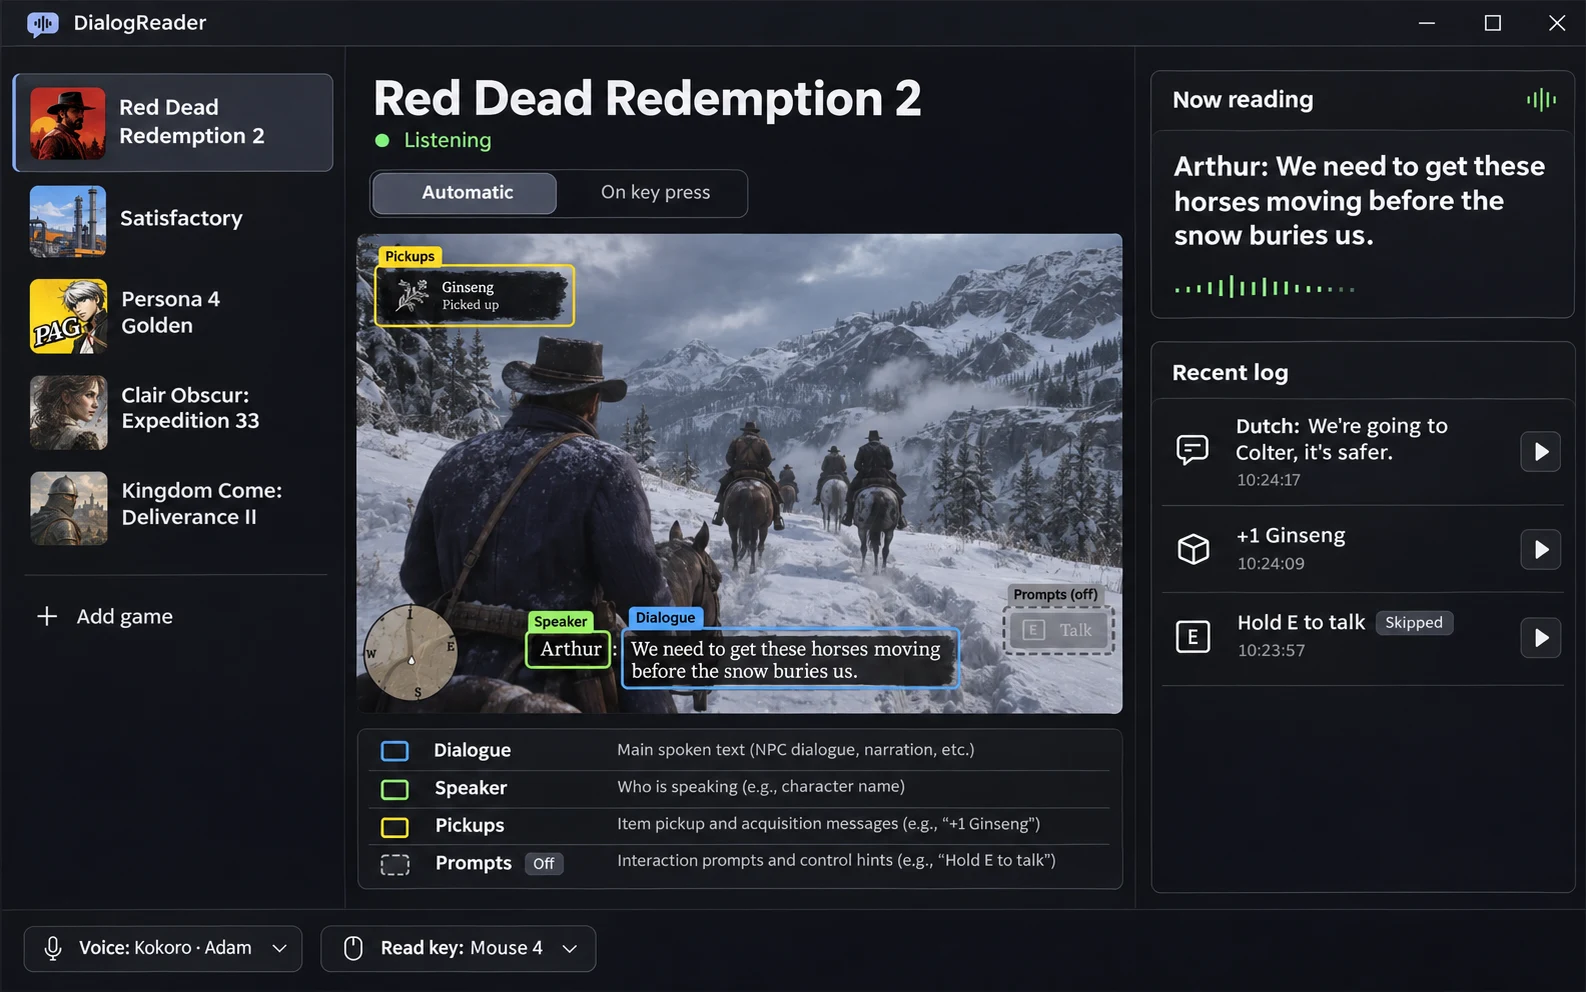 DialogReader
Red Dead
Redemption 2
Satisfactory
P4G
Persona 4
Golden
Clair Obscur:
Expedition 33
Kingdom Come:
Deliverance II
Add game
Red Dead Redemption 2
Listening
Automatic
On key press
Pickups
Ginseng
Picked up
I
W
E
S
Speaker
Arthur :
Dialogue
We need to get these horses moving
before the snow buries us.
Prompts (off)
E Talk
Dialogue Main spoken text (NPC dialogue, narration, etc.)
Speaker Who is speaking (e.g., character name)
Pickups Item pickup and acquisition messages (e.g., “+1 Ginseng”)
Prompts Off Interaction prompts and control hints (e.g., “Hold E to talk”)
Now reading
Arthur: We need to get these
horses moving before the
snow buries us.
Recent log
Dutch: We're going to
Colter, it's safer.
10:24:17
+1 Ginseng
10:24:09
E
Hold E to talk Skipped
10:23:57
Voice: Kokoro · Adam
Read key: Mouse 4